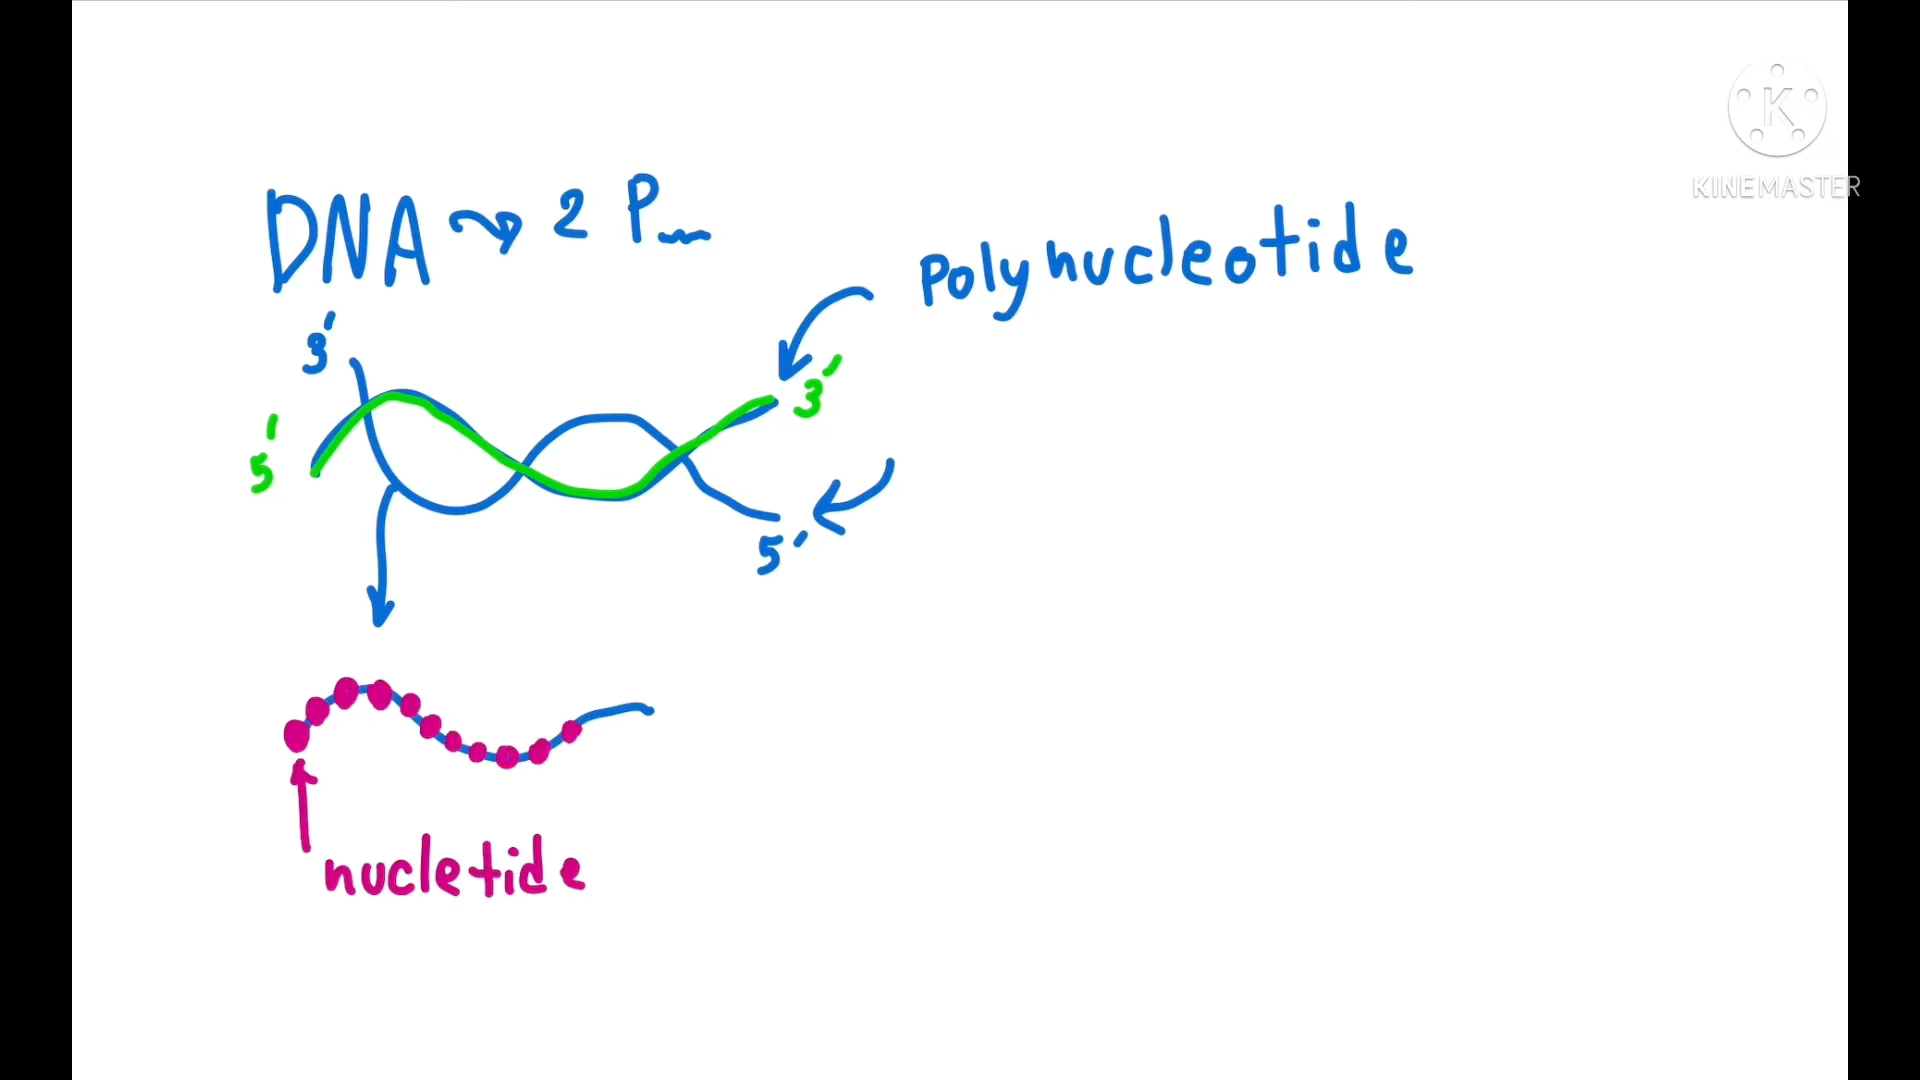 DNA → 2 P...
Polynucleotide
KINEMASTER
3'
3'
5'
5'
nucletide